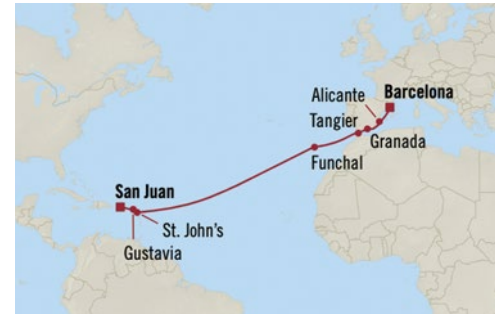 Alicante
Barcelona
Tangier
Granada
Funchal
San Juan
St. John's
Gustavia